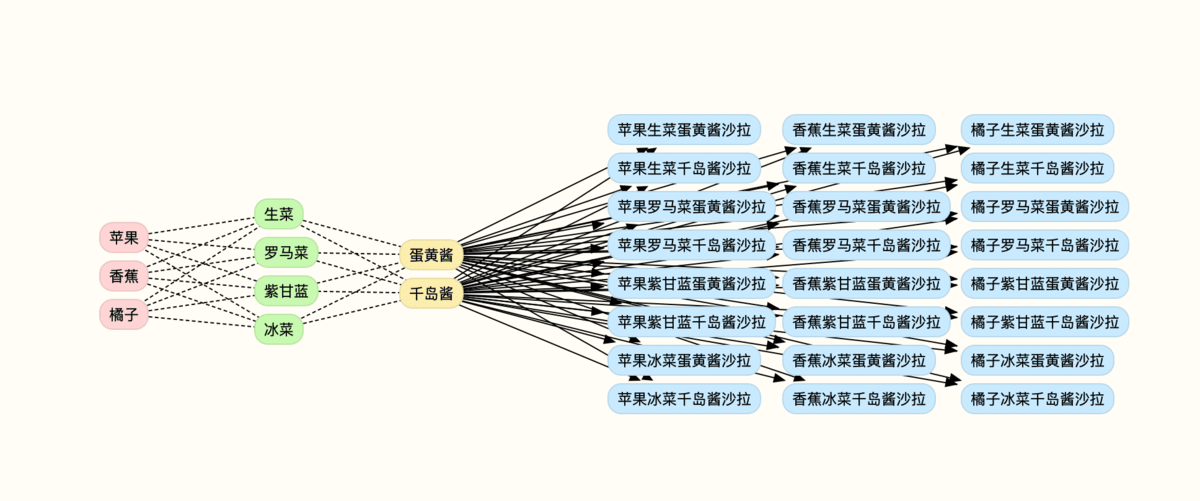 苹果
香蕉
橘子
生菜
罗马菜
紫甘蓝
冰菜
蛋黄酱
千岛酱
苹果生菜蛋黄酱沙拉
香蕉生菜蛋黄酱沙拉
橘子生菜蛋黄酱沙拉
苹果生菜千岛酱沙拉
香蕉生菜千岛酱沙拉
橘子生菜千岛酱沙拉
苹果罗马菜蛋黄酱沙拉
香蕉罗马菜蛋黄酱沙拉
橘子罗马菜蛋黄酱沙拉
苹果罗马菜千岛酱沙拉
香蕉罗马菜千岛酱沙拉
橘子罗马菜千岛酱沙拉
苹果紫甘蓝蛋黄酱沙拉
香蕉紫甘蓝蛋黄酱沙拉
橘子紫甘蓝蛋黄酱沙拉
苹果紫甘蓝千岛酱沙拉
香蕉紫甘蓝千岛酱沙拉
橘子紫甘蓝千岛酱沙拉
苹果冰菜蛋黄酱沙拉
香蕉冰菜蛋黄酱沙拉
橘子冰菜蛋黄酱沙拉
苹果冰菜千岛酱沙拉
香蕉冰菜千岛酱沙拉
橘子冰菜千岛酱沙拉